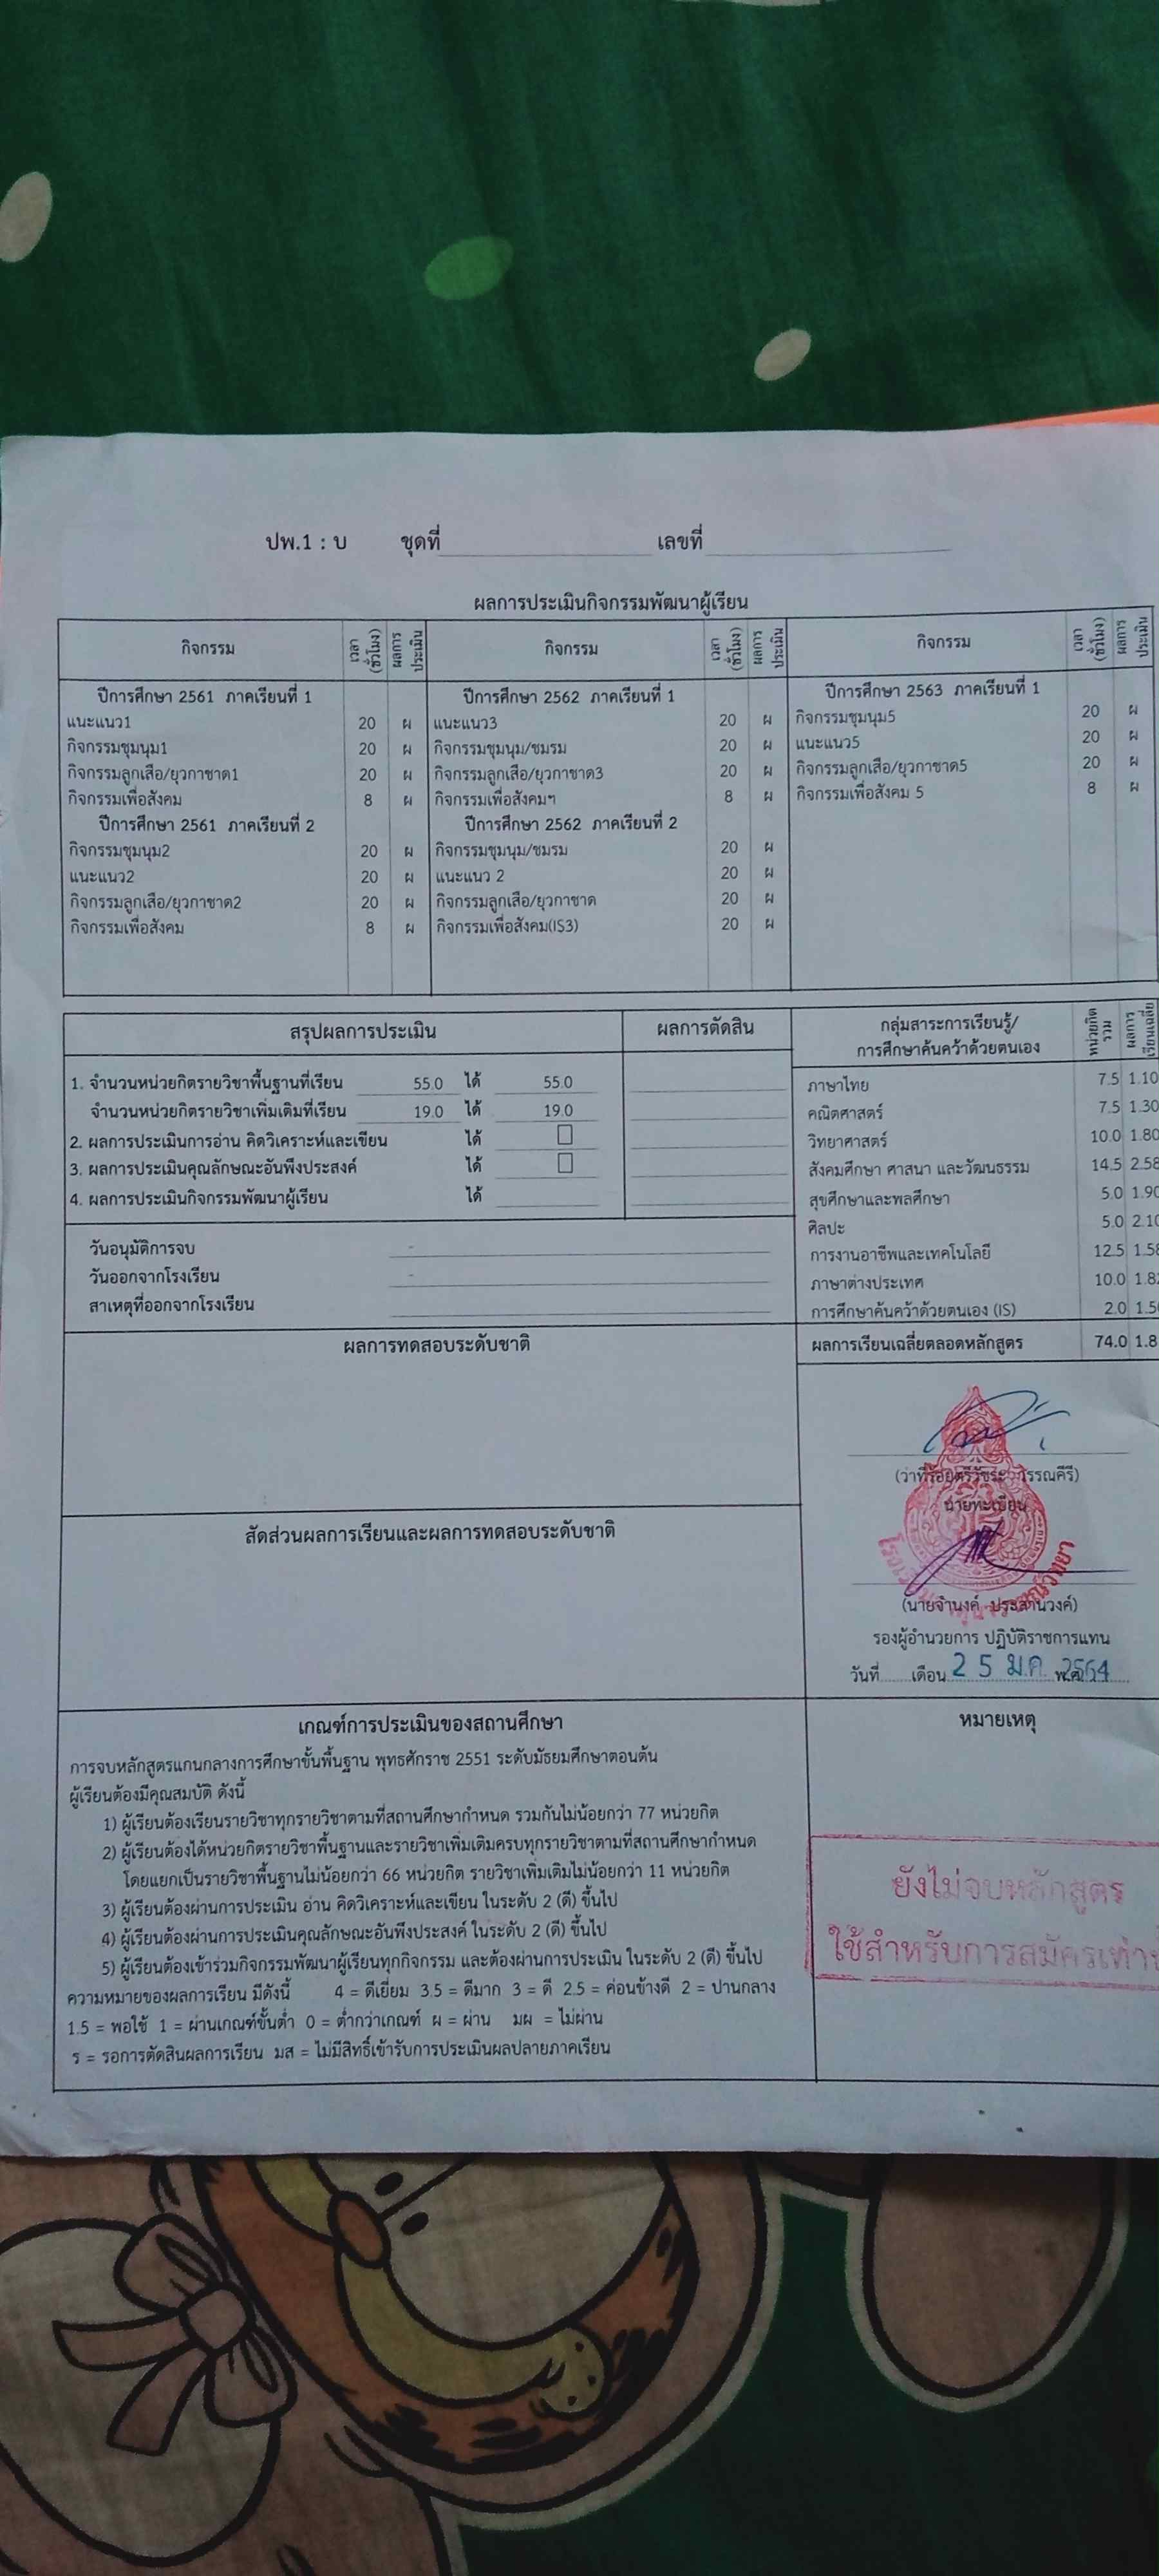 ปพ.1 : บ ชุดที่ เลขที่
ผลการประเมินกิจกรรมพัฒนาผู้เรียน
กิจกรรม เวลา (ชั่วโมง) ผลการประเมิน กิจกรรม เวลา (ชั่วโมง) ผลการประเมิน กิจกรรม เวลา (ชั่วโมง) ผลการประเมิน
ปีการศึกษา 2561 ภาคเรียนที่ 1 ปีการศึกษา 2562 ภาคเรียนที่ 1 ปีการศึกษา 2563 ภาคเรียนที่ 1
แนะแนว1 20 ผ แนะแนว3 20 ผ กิจกรรมชุมนุม5 20 ผ
กิจกรรมชุมนุม1 20 ผ กิจกรรมชุมนุม/ชมรม 20 ผ แนะแนว5 20 ผ
กิจกรรมลูกเสือ/ยุวกาชาด1 20 ผ กิจกรรมลูกเสือ/ยุวกาชาด3 20 ผ กิจกรรมลูกเสือ/ยุวกาชาด5 20 ผ
กิจกรรมเพื่อสังคม 8 ผ กิจกรรมเพื่อสังคมฯ 8 ผ กิจกรรมเพื่อสังคม 5 8 ผ
ปีการศึกษา 2561 ภาคเรียนที่ 2 ปีการศึกษา 2562 ภาคเรียนที่ 2
กิจกรรมชุมนุม2 20 ผ กิจกรรมชุมนุม/ชมรม 20 ผ
แนะแนว2 20 ผ แนะแนว 2 20 ผ
กิจกรรมลูกเสือ/ยุวกาชาด2 20 ผ กิจกรรมลูกเสือ/ยุวกาชาด 20 ผ
กิจกรรมเพื่อสังคม 8 ผ กิจกรรมเพื่อสังคม(IS3) 20 ผ
สรุปผลการประเมิน ผลการตัดสิน
1. จำนวนหน่วยกิตรายวิชาพื้นฐานที่เรียน 55.0 ได้ 55.0
จำนวนหน่วยกิตรายวิชาเพิ่มเติมที่เรียน 19.0 ได้ 19.0
2. ผลการประเมินการอ่าน คิดวิเคราะห์และเขียน ได้
3. ผลการประเมินคุณลักษณะอันพึงประสงค์ ได้
4. ผลการประเมินกิจกรรมพัฒนาผู้เรียน ได้
วันอนุมัติการจบ -
วันออกจากโรงเรียน -
สาเหตุที่ออกจากโรงเรียน
กลุ่มสาระการเรียนรู้/
การศึกษาค้นคว้าด้วยตนเอง หน่วยกิตรวม ผลการเรียนเฉลี่ย
ภาษาไทย 7.5 1.10
คณิตศาสตร์ 7.5 1.30
วิทยาศาสตร์ 10.0 1.80
สังคมศึกษา ศาสนา และวัฒนธรรม 14.5 2.58
สุขศึกษาและพลศึกษา 5.0 1.90
ศิลปะ 5.0 2.10
การงานอาชีพและเทคโนโลยี 12.5 1.58
ภาษาต่างประเทศ 10.0 1.8
การศึกษาค้นคว้าด้วยตนเอง (IS) 2.0 1.5
ผลการเรียนเฉลี่ยตลอดหลักสูตร 74.0 1.8
ผลการทดสอบระดับชาติ
สัดส่วนผลการเรียนและผลการทดสอบระดับชาติ
(ว่าที่ร้อยตรีวัชระ วรรณคีรี)
นายทะเบียน
(นายจำนงค์ ประสานวงค์)
รองผู้อำนวยการ ปฏิบัติราชการแทน
วันที่ เดือน 25 ม.ค. พ.ศ. 2564
เกณฑ์การประเมินของสถานศึกษา
การจบหลักสูตรแกนกลางการศึกษาขั้นพื้นฐาน พุทธศักราช 2551 ระดับมัธยมศึกษาตอนต้น
ผู้เรียนต้องมีคุณสมบัติ ดังนี้
1) ผู้เรียนต้องเรียนรายวิชาทุกรายวิชาตามที่สถานศึกษากำหนด รวมกันไม่น้อยกว่า 77 หน่วยกิต
2) ผู้เรียนต้องได้หน่วยกิตรายวิชาพื้นฐานและรายวิชาเพิ่มเติมครบทุกรายวิชาตามที่สถานศึกษากำหนด
โดยแยกเป็นรายวิชาพื้นฐานไม่น้อยกว่า 66 หน่วยกิต รายวิชาเพิ่มเติมไม่น้อยกว่า 11 หน่วยกิต
3) ผู้เรียนต้องผ่านการประเมิน อ่าน คิดวิเคราะห์และเขียน ในระดับ 2 (ดี) ขึ้นไป
4) ผู้เรียนต้องผ่านการประเมินคุณลักษณะอันพึงประสงค์ ในระดับ 2 (ดี) ขึ้นไป
5) ผู้เรียนต้องเข้าร่วมกิจกรรมพัฒนาผู้เรียนทุกกิจกรรม และต้องผ่านการประเมิน ในระดับ 2 (ดี) ขึ้นไป
ความหมายของผลการเรียน มีดังนี้ 4 = ดีเยี่ยม 3.5 = ดีมาก 3 = ดี 2.5 = ค่อนข้างดี 2 = ปานกลาง
1.5 = พอใช้ 1 = ผ่านเกณฑ์ขั้นต่ำ 0 = ต่ำกว่าเกณฑ์ ผ = ผ่าน มผ = ไม่ผ่าน
ร = รอการตัดสินผลการเรียน มส = ไม่มีสิทธิ์เข้ารับการประเมินผลปลายภาคเรียน
หมายเหตุ
ยังไม่จบหลักสูตร
ใช้สำหรับการสมัครเท่า